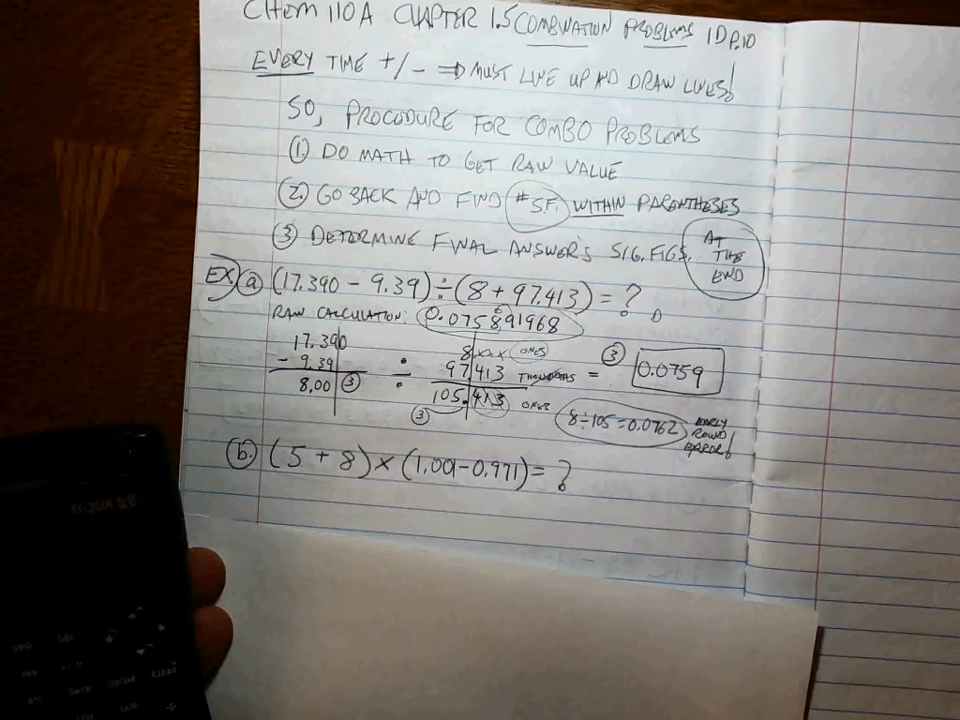 CHEM 110A CHAPTER 1.5 COMBINATION PROBLEMS 1D P.10
EVERY TIME +/- ⇒ MUST LINE UP AND DRAW LINES!
SO, PROCODURE FOR COMBO PROBLEMS
① DO MATH TO GET RAW VALUE
② GO BACK AND FIND #S.F. WITHIN PARENTHESES
③ DETERMINE FINAL ANSWER'S SIG. FIGS. AT THE END
EX) ⓐ (17.390 - 9.39) ÷ (8 + 97.413) = ?
RAW CALCULATION: 0.075891968
17.390
- 9.39
8.00 ③
÷
8.xxx ONES
97.413
105.413 ONES
③
= ③ 0.0759
8÷105=0.0762 EARLY ROUND ERROR!
ⓑ (5 + 8) × (1.001-0.971) = ?